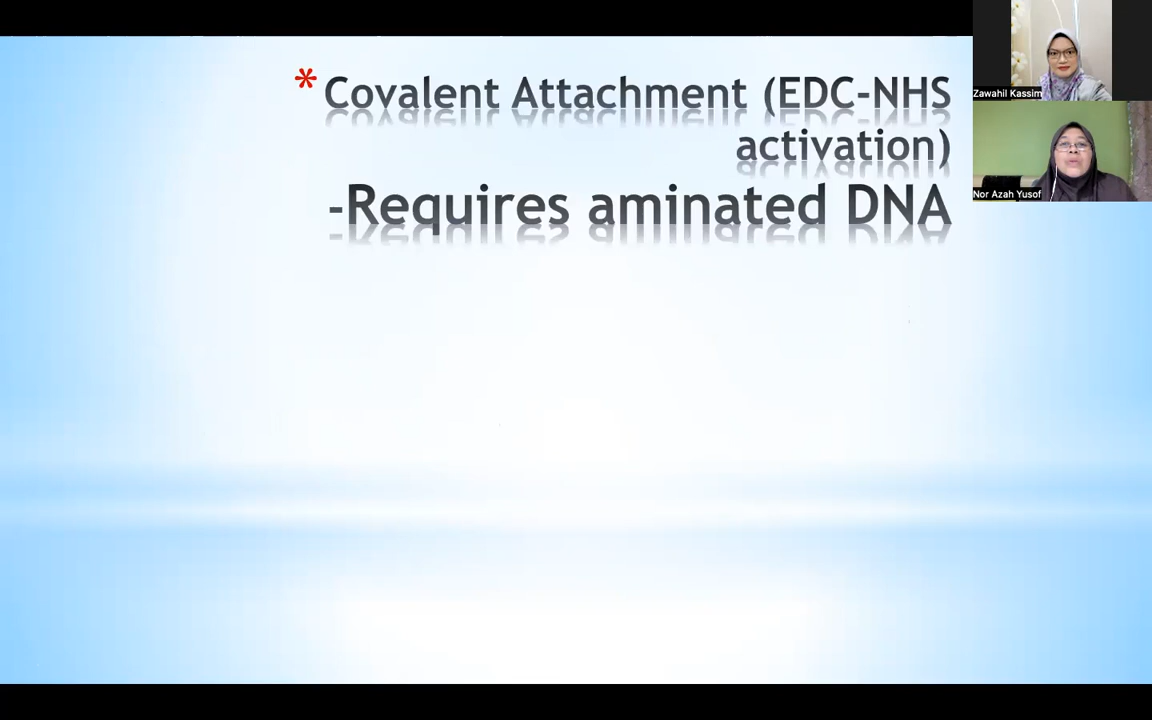 * Covalent Attachment (EDC-NHS
activation)
-Requires aminated DNA
Zawahil Kassim
Nor Azah Yusof